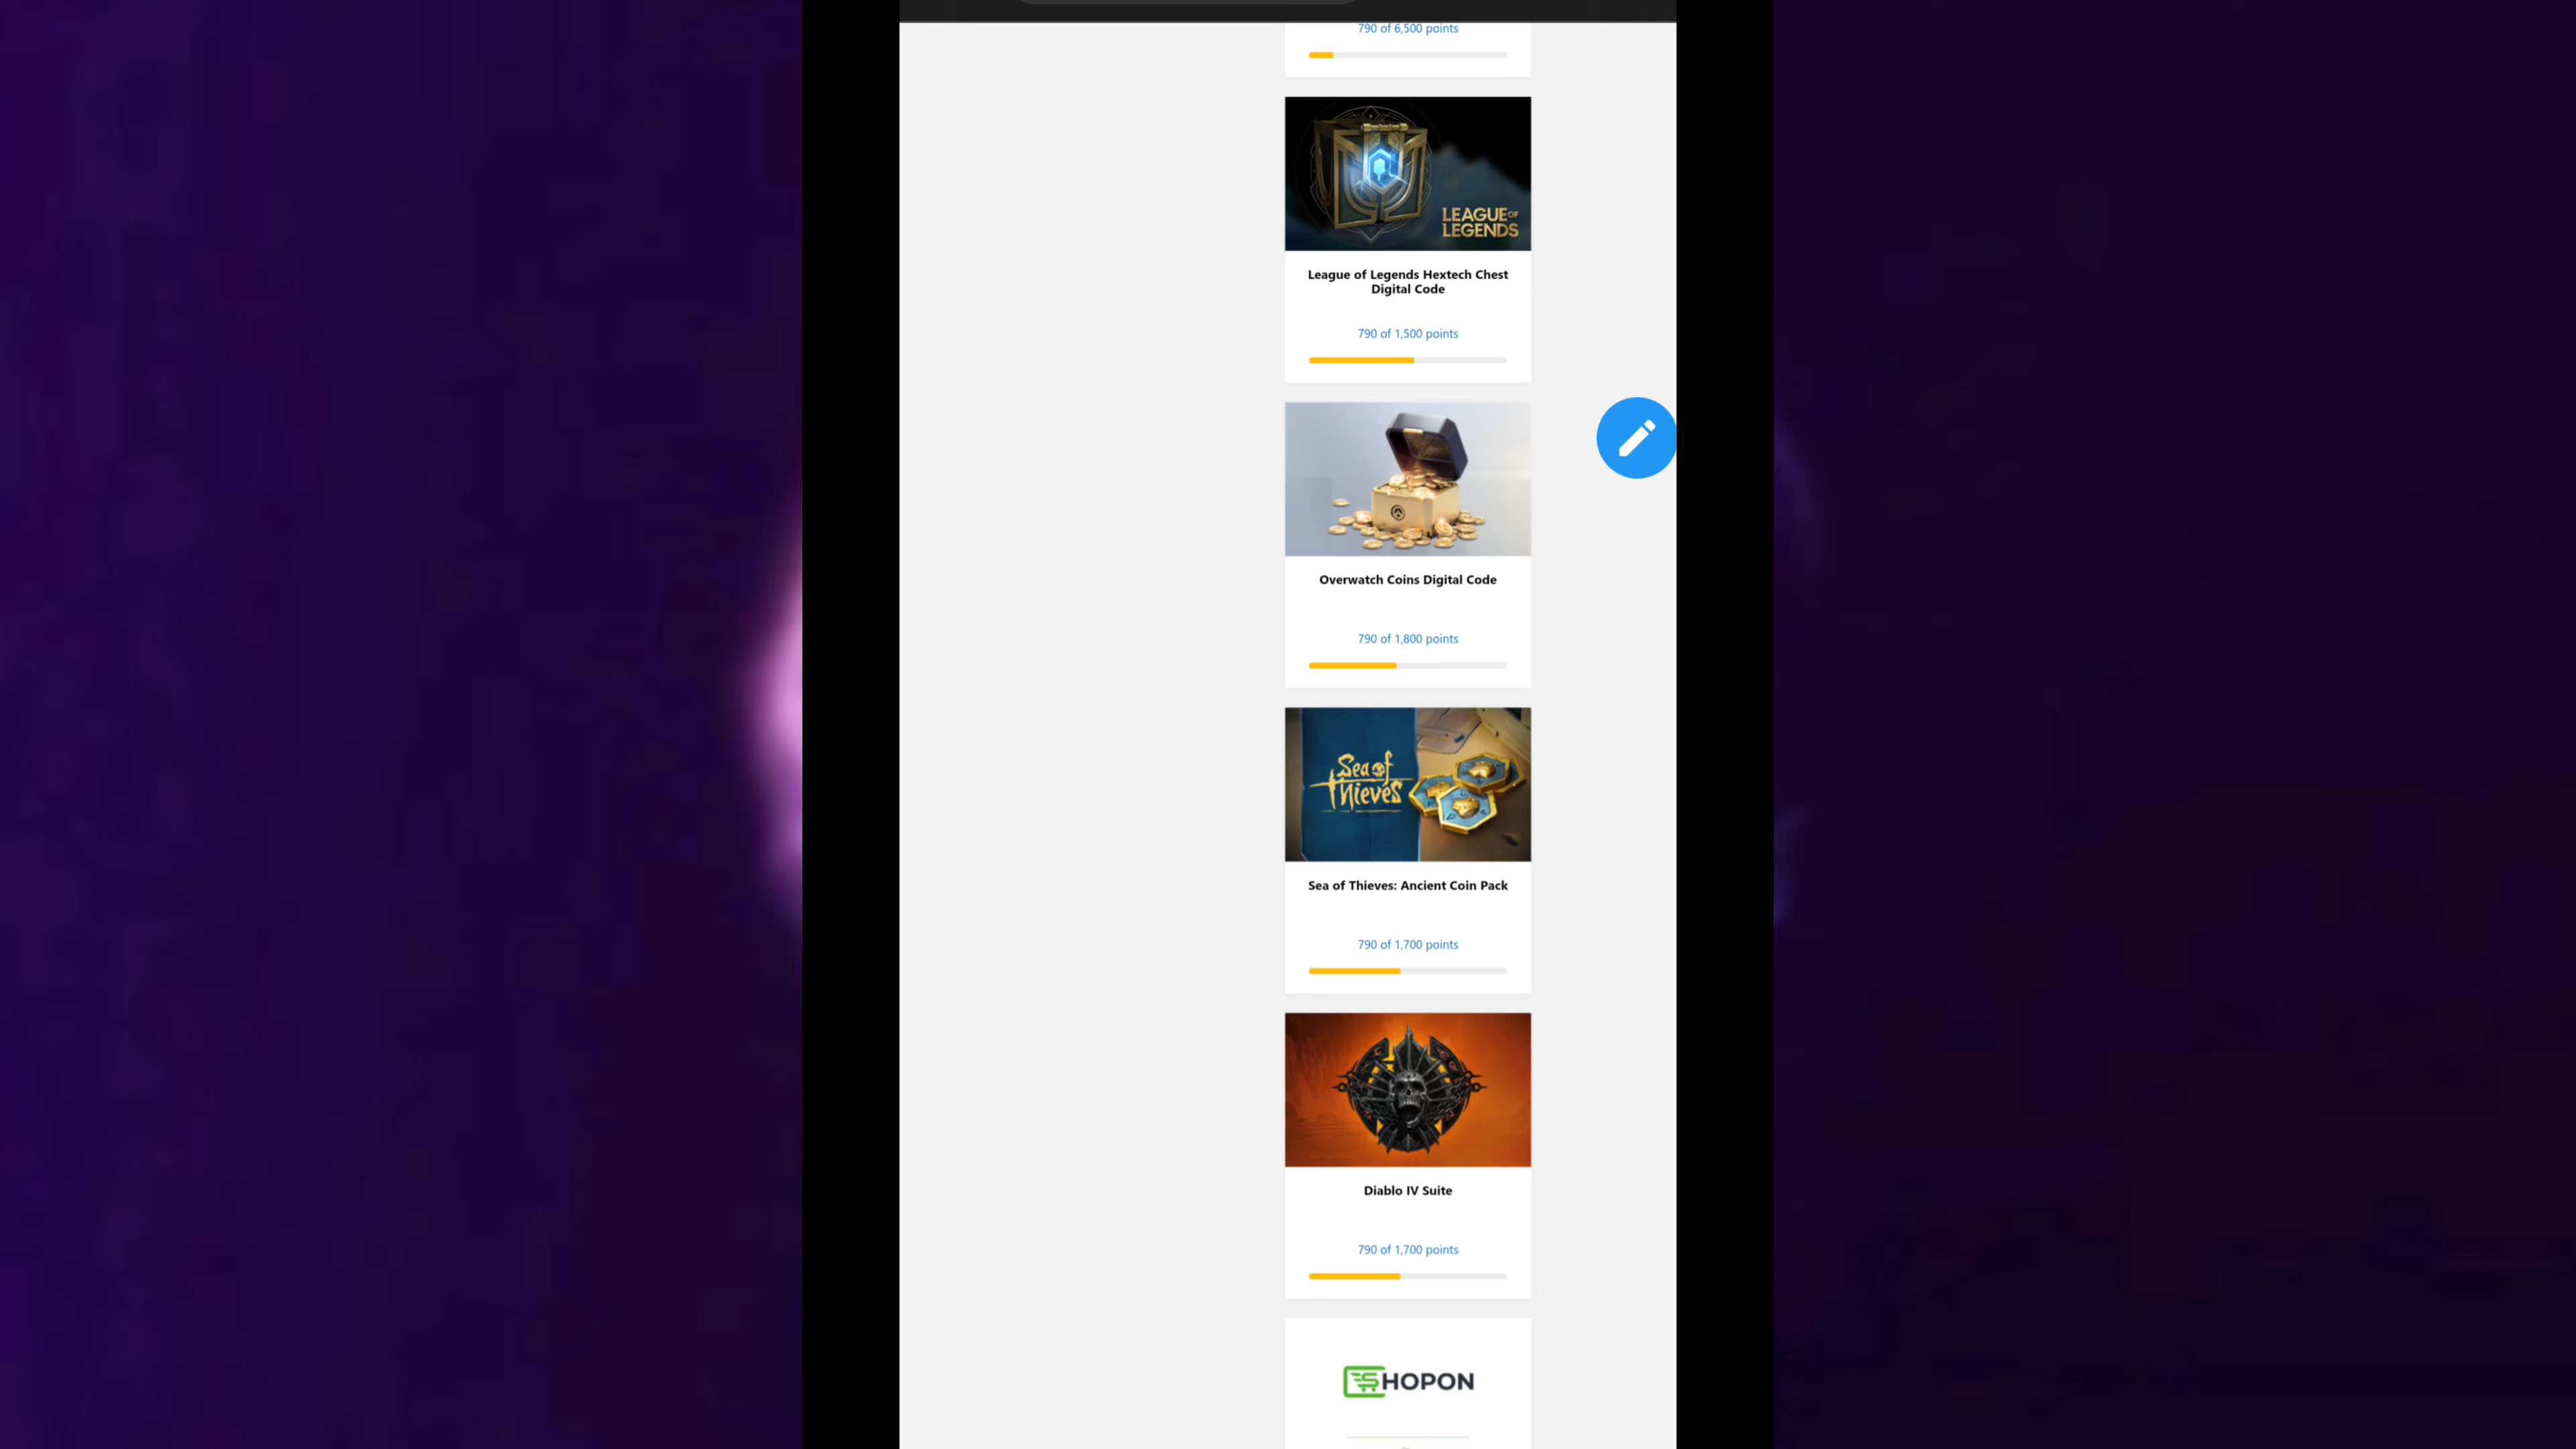 790 of 6,500 points
LEAGUE OF
LEGENDS
League of Legends Hextech Chest
Digital Code
790 of 1,500 points
Overwatch Coins Digital Code
790 of 1,800 points
Sea of
Thieves
Sea of Thieves: Ancient Coin Pack
790 of 1,700 points
Diablo IV Suite
790 of 1,700 points
SHOPON